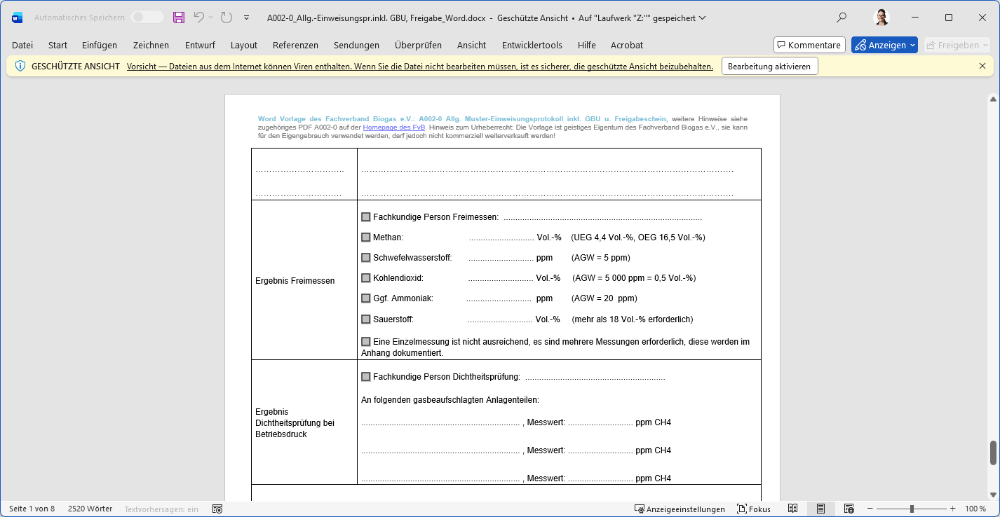 Automatisches Speichern
A002-0_Allg.-Einweisungspr.inkl. GBU, Freigabe_Word.docx - Geschützte Ansicht • Auf "Laufwerk "Z:"" gespeichert
Datei Start Einfügen Zeichnen Entwurf Layout Referenzen Sendungen Überprüfen Ansicht Entwicklertools Hilfe Acrobat Kommentare Anzeigen Freigeben
GESCHÜTZTE ANSICHT Vorsicht — Dateien aus dem Internet können Viren enthalten. Wenn Sie die Datei nicht bearbeiten müssen, ist es sicherer, die geschützte Ansicht beizubehalten. Bearbeitung aktivieren
Word Vorlage des Fachverband Biogas e.V.: A002-0 Allg. Muster-Einweisungsprotokoll inkl. GBU u. Freigabeschein, weitere Hinweise siehe
zugehöriges PDF A002-0 auf der Homepage des FvB. Hinweis zum Urheberrecht: Die Vorlage ist geistiges Eigentum des Fachverband Biogas e.V., sie kann
für den Eigengebrauch verwendet werden, darf jedoch nicht kommerziell weiterverkauft werden!
Ergebnis Freimessen
Fachkundige Person Freimessen: ....................................................................................
Methan: ............................ Vol.-% (UEG 4,4 Vol.-%, OEG 16,5 Vol.-%)
Schwefelwasserstoff: ............................ ppm (AGW = 5 ppm)
Kohlendioxid: ............................ Vol.-% (AGW = 5 000 ppm = 0,5 Vol.-%)
Ggf. Ammoniak: ............................ ppm (AGW = 20 ppm)
Sauerstoff: ............................ Vol.-% (mehr als 18 Vol.-% erforderlich)
Eine Einzelmessung ist nicht ausreichend, es sind mehrere Messungen erforderlich, diese werden im
Anhang dokumentiert.
Ergebnis
Dichtheitsprüfung bei
Betriebsdruck
Fachkundige Person Dichtheitsprüfung: ............................................................
An folgenden gasbeaufschlagten Anlagenteilen:
.................................................................... , Messwert: ............................ ppm CH4
.................................................................... , Messwert: ............................ ppm CH4
.................................................................... , Messwert: ............................ ppm CH4
Seite 1 von 8 2520 Wörter Textvorhersagen: ein Anzeigeeinstellungen Fokus 100 %